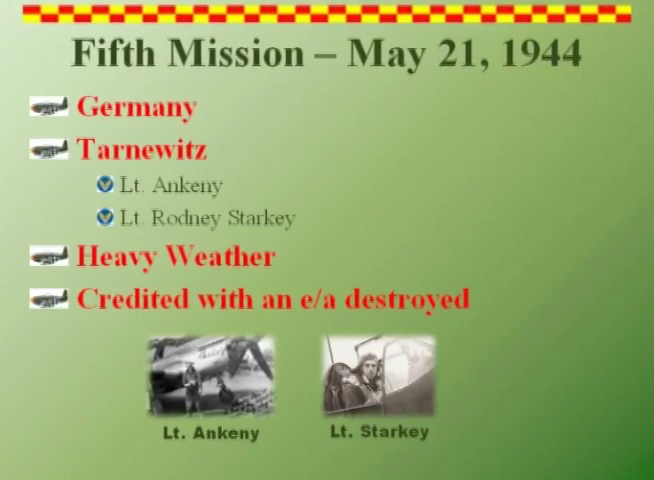 Fifth Mission – May 21, 1944
Germany
Tarnewitz
Lt. Ankeny
Lt. Rodney Starkey
Heavy Weather
Credited with an e/a destroyed
Lt. Ankeny
Lt. Starkey